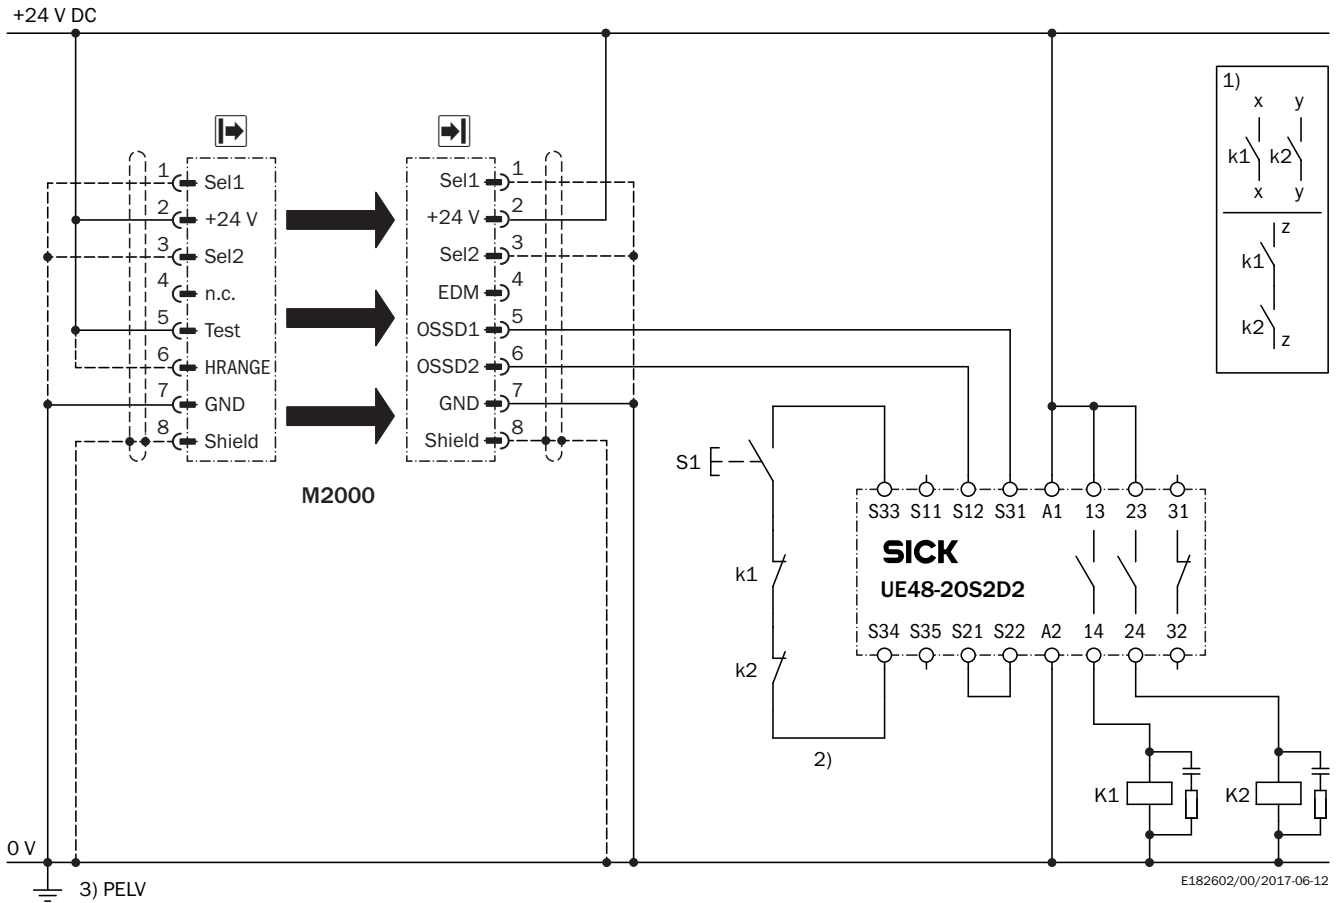 +24 V DC
1)
x y
k1 k2
x y
z
k1
k2
z
1 Sel1
2 +24 V
3 Sel2
4 n.c.
5 Test
6 HRANGE
7 GND
8 Shield
Sel1 1
+24 V 2
Sel2 3
EDM 4
OSSD1 5
OSSD2 6
GND 7
Shield 8
M2000
S1
k1
k2
2)
S33 S11 S12 S31 A1 13 23 31
SICK
UE48-2OS2D2
S34 S35 S21 S22 A2 14 24 32
K1
K2
0 V
3) PELV
E182602/00/2017-06-12